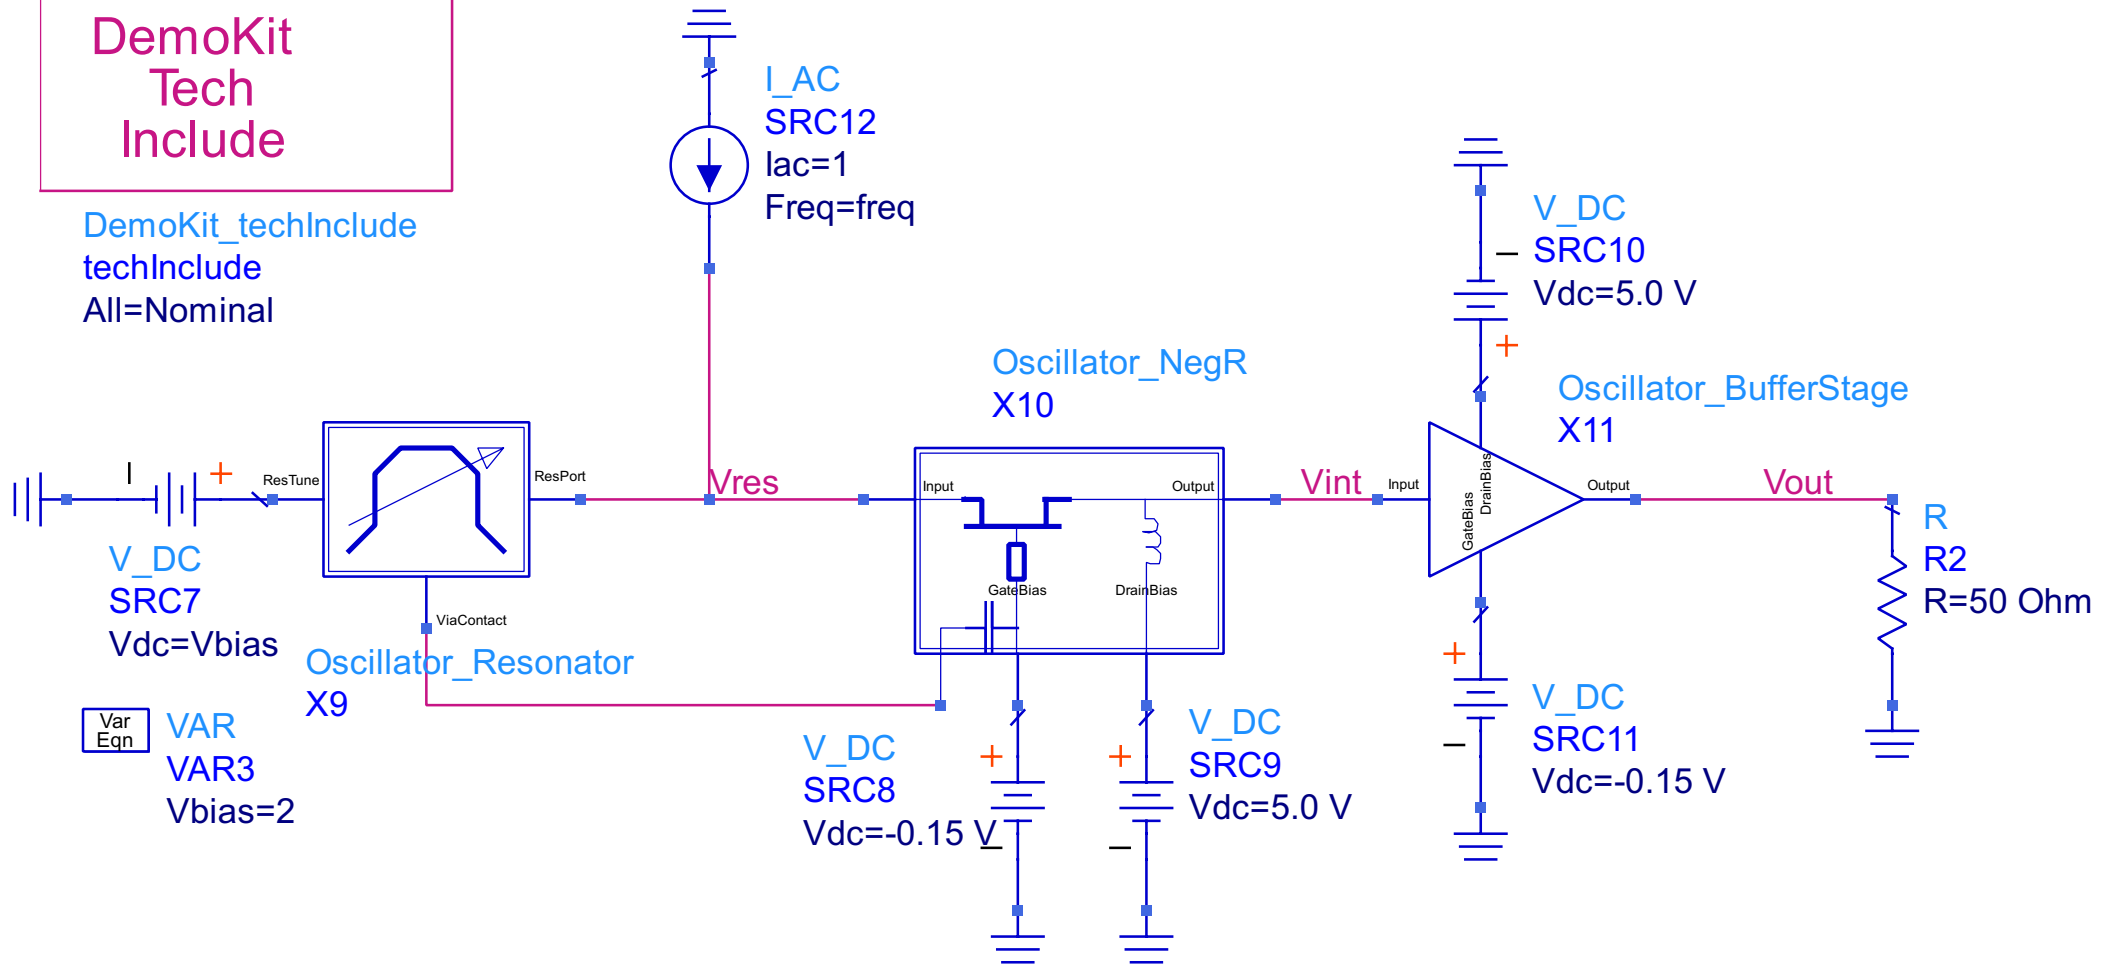 DemoKit
Tech
Include
DemoKit_techInclude
techInclude
All=Nominal
I_AC
SRC12
Iac=1
Freq=freq
V_DC
SRC10
Vdc=5.0 V
–
+
Oscillator_NegR
X10
Oscillator_BufferStage
X11
–
+
ResTune
ResPort
ViaContact
Vres
Input
Output
GateBias
DrainBias
Vint
Input
GateBias
DrainBias
Output
Vout
R
R2
R=50 Ohm
V_DC
SRC7
Vdc=Vbias
Oscillator_Resonator
X9
Var
Eqn
VAR
VAR3
Vbias=2
V_DC
SRC8
Vdc=-0.15 V
+
–
V_DC
SRC9
Vdc=5.0 V
+
–
V_DC
SRC11
Vdc=-0.15 V
+
–